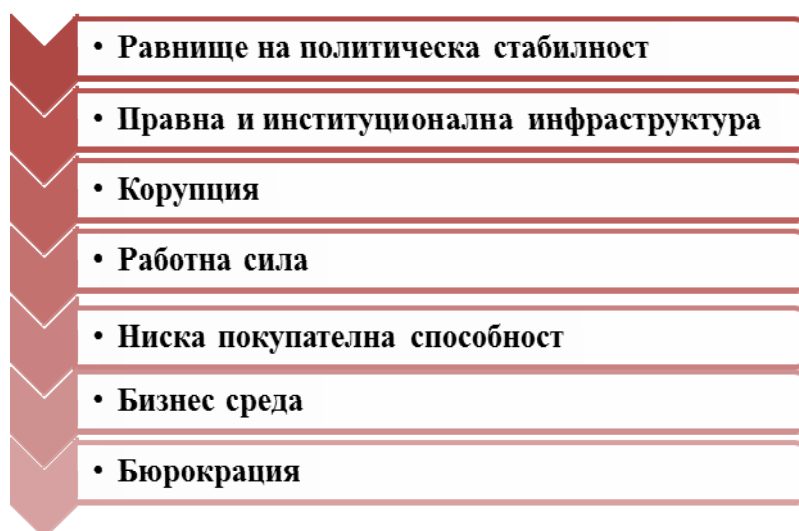 • Равнище на политическа стабилност
• Правна и институционална инфраструктура
• Корупция
• Работна сила
• Ниска покупателна способност
• Бизнес среда
• Бюрокрация